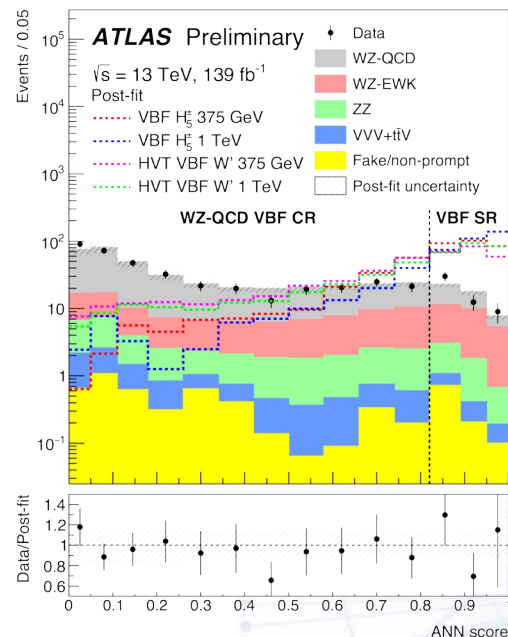 Events / 0.05
10⁵
10⁴
10³
10²
10
1
10⁻¹
ATLAS Preliminary
√s = 13 TeV, 139 fb⁻¹
Post-fit
VBF H₅± 375 GeV
VBF H₅± 1 TeV
HVT VBF W' 375 GeV
HVT VBF W' 1 TeV
Data
WZ-QCD
WZ-EWK
ZZ
VVV+tt̄V
Fake/non-prompt
Post-fit uncertainty
WZ-QCD VBF CR
VBF SR
Data/Post-fit
1.4
1.2
1
0.8
0.6
0 0.1 0.2 0.3 0.4 0.5 0.6 0.7 0.8 0.9 1
ANN score